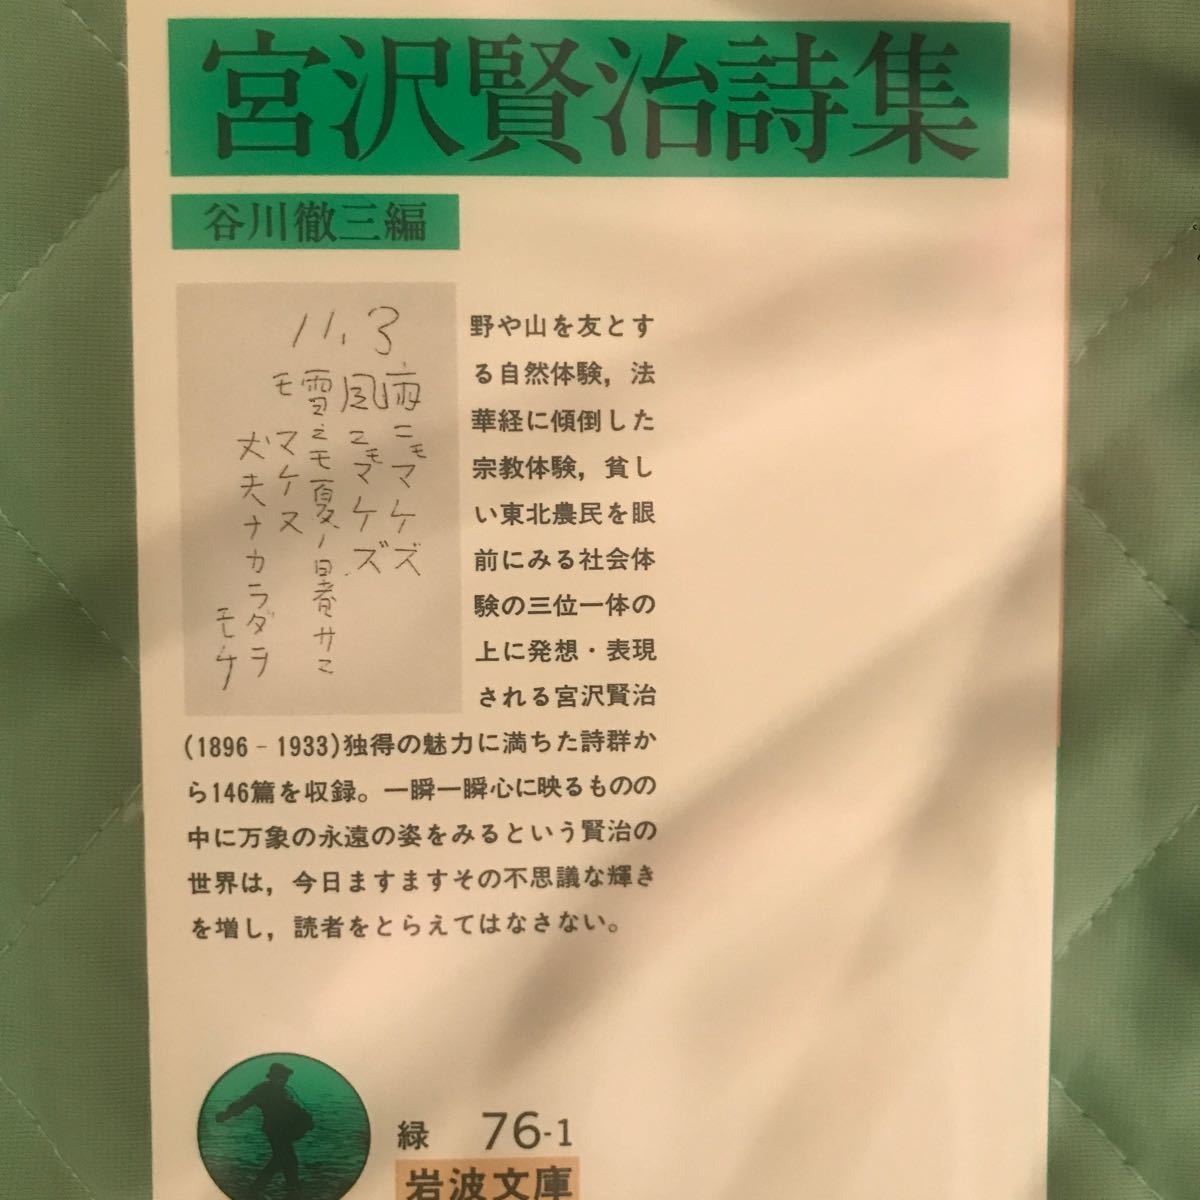 宮沢賢治詩集
谷川徹三編
11.3
雨ニモマケズ
風ニモマケズ
雪ニモ夏ノ暑サニ
モマケヌ
丈夫ナカラダヲ
モチ
野や山を友とす
る自然体験，法
華経に傾倒した
宗教体験，貧し
い東北農民を眼
前にみる社会体
験の三位一体の
上に発想・表現
される宮沢賢治
(1896‐1933)独得の魅力に満ちた詩群か
ら146篇を収録。一瞬一瞬心に映るものの
中に万象の永遠の姿をみるという賢治の
世界は，今日ますますその不思議な輝き
を増し，読者をとらえてはなさない。
緑 76-1
岩波文庫